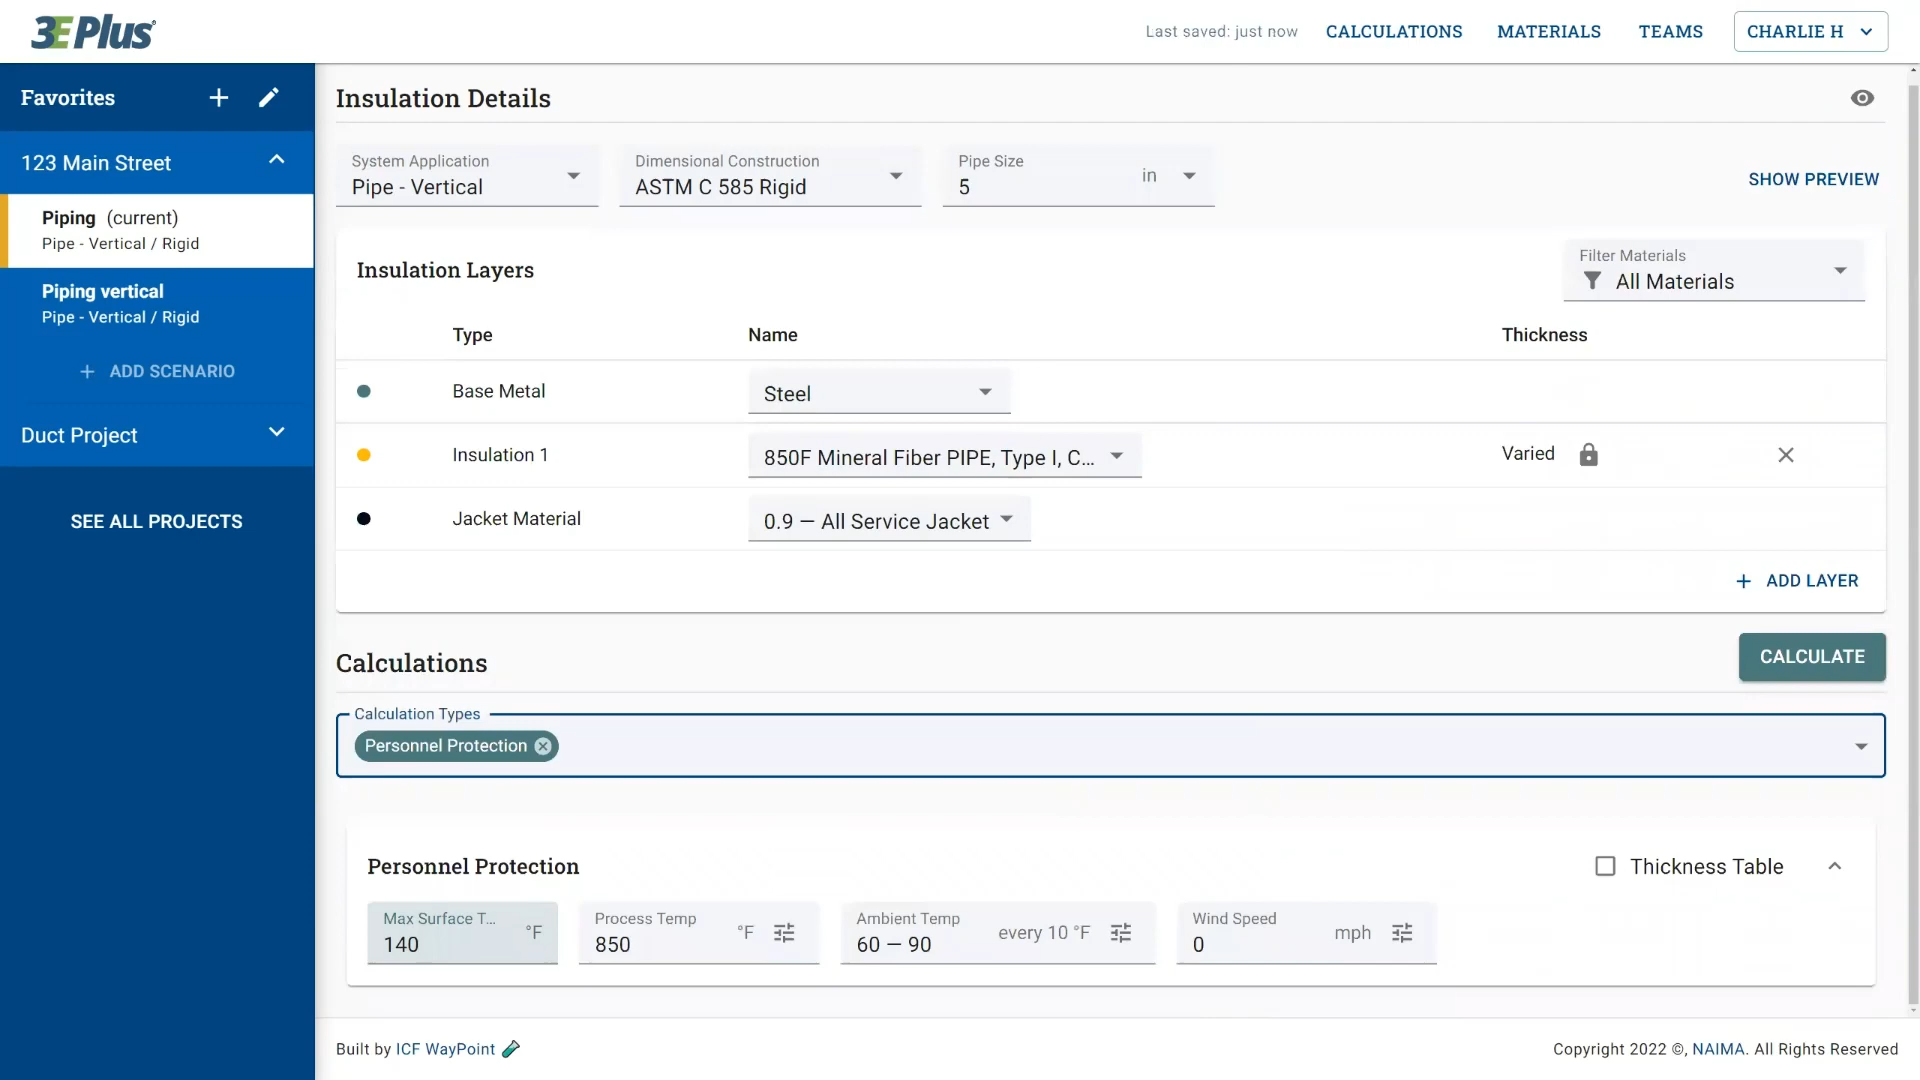 3E Plus
Last saved: just now
CALCULATIONS
MATERIALS
TEAMS
CHARLIE H
Favorites
123 Main Street
Piping (current)
Pipe - Vertical / Rigid
Piping vertical
Pipe - Vertical / Rigid
+ ADD SCENARIO
Duct Project
SEE ALL PROJECTS
Insulation Details
System Application
Pipe - Vertical
Dimensional Construction
ASTM C 585 Rigid
Pipe Size
5 in
SHOW PREVIEW
Insulation Layers
Filter Materials
All Materials
Type Name Thickness
Base Metal Steel
Insulation 1 850F Mineral Fiber PIPE, Type I, C... Varied
Jacket Material 0.9 — All Service Jacket
+ ADD LAYER
Calculations
CALCULATE
Calculation Types
Personnel Protection
Personnel Protection
Thickness Table
Max Surface T...
140 °F
Process Temp
850 °F
Ambient Temp
60 — 90 every 10 °F
Wind Speed
0 mph
Built by ICF WayPoint
Copyright 2022 ©, NAIMA. All Rights Reserved